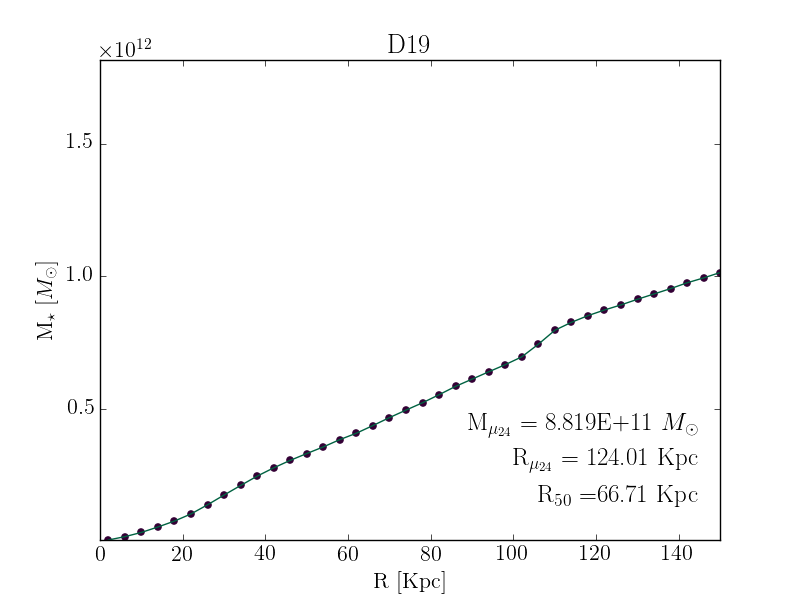 D19
×10¹²
1.5
1.0
0.5
M⋆ [M⊙]
M_μ24 = 8.819E+11 M⊙
R_μ24 = 124.01 Kpc
R₅₀ =66.71 Kpc
0 20 40 60 80 100 120 140
R [Kpc]